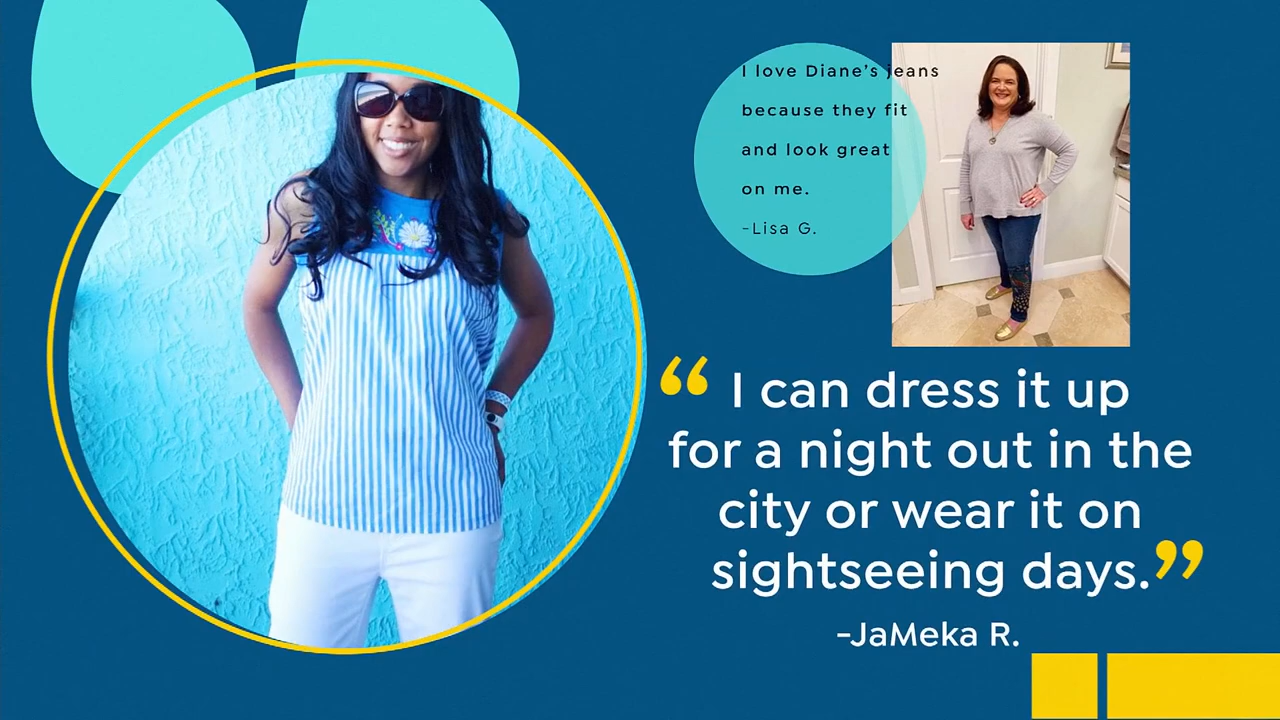 I love Diane's jeans
because they fit
and look great
on me.
-Lisa G.
“ I can dress it up
for a night out in the
city or wear it on
sightseeing days.”
-JaMeka R.